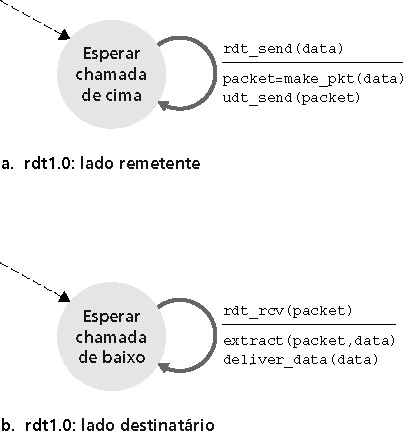 Esperar
chamada
de cima
rdt_send(data)
packet=make_pkt(data)
udt_send(packet)
a. rdt1.0: lado remetente
Esperar
chamada
de baixo
rdt_rcv(packet)
extract(packet,data)
deliver_data(data)
b. rdt1.0: lado destinatário